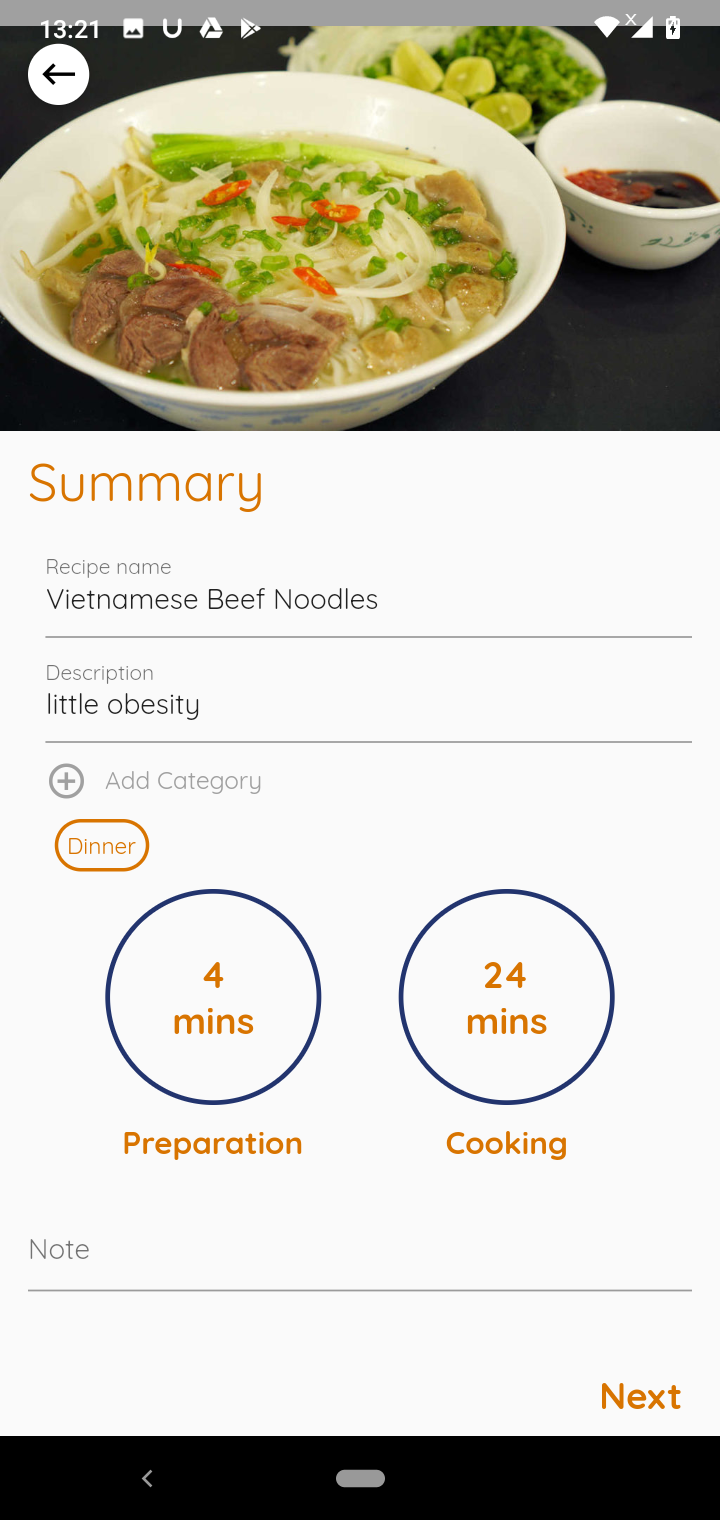 13:21
Summary
Recipe name
Vietnamese Beef Noodles
Description
little obesity
Add Category
Dinner
4 mins
24 mins
Preparation
Cooking
Note
Next